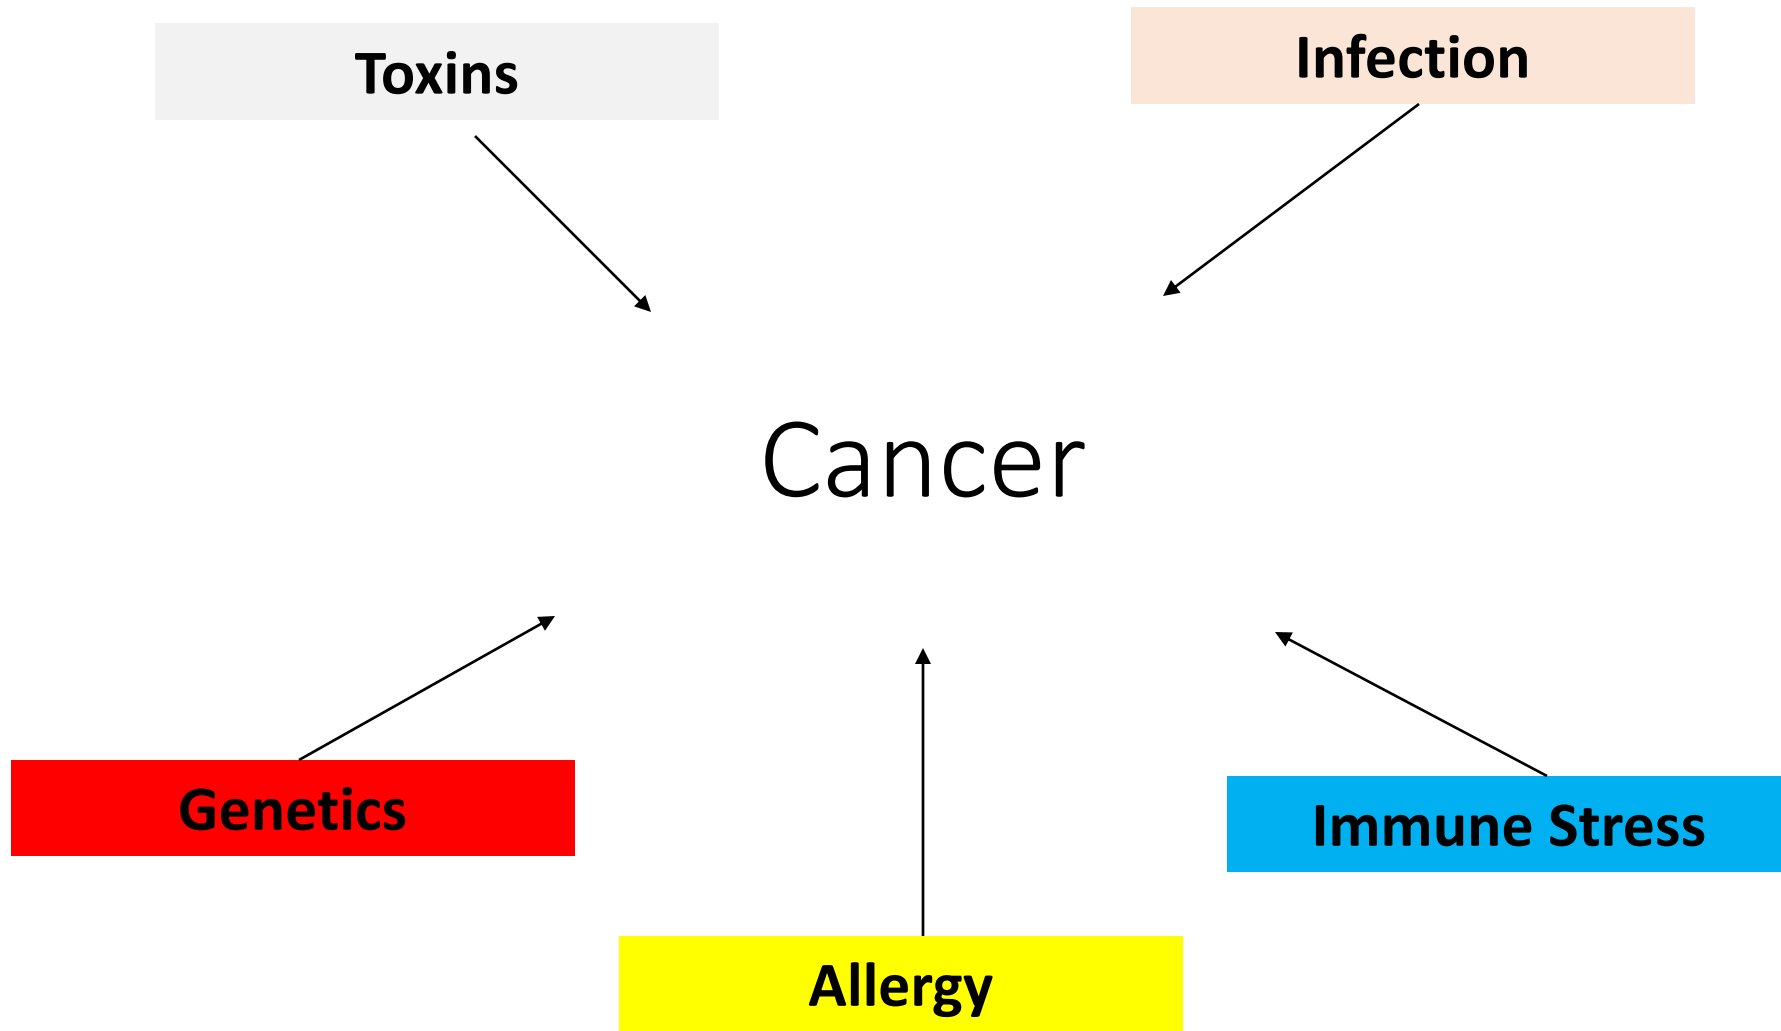 Toxins
Infection
Cancer
Genetics
Immune Stress
Allergy